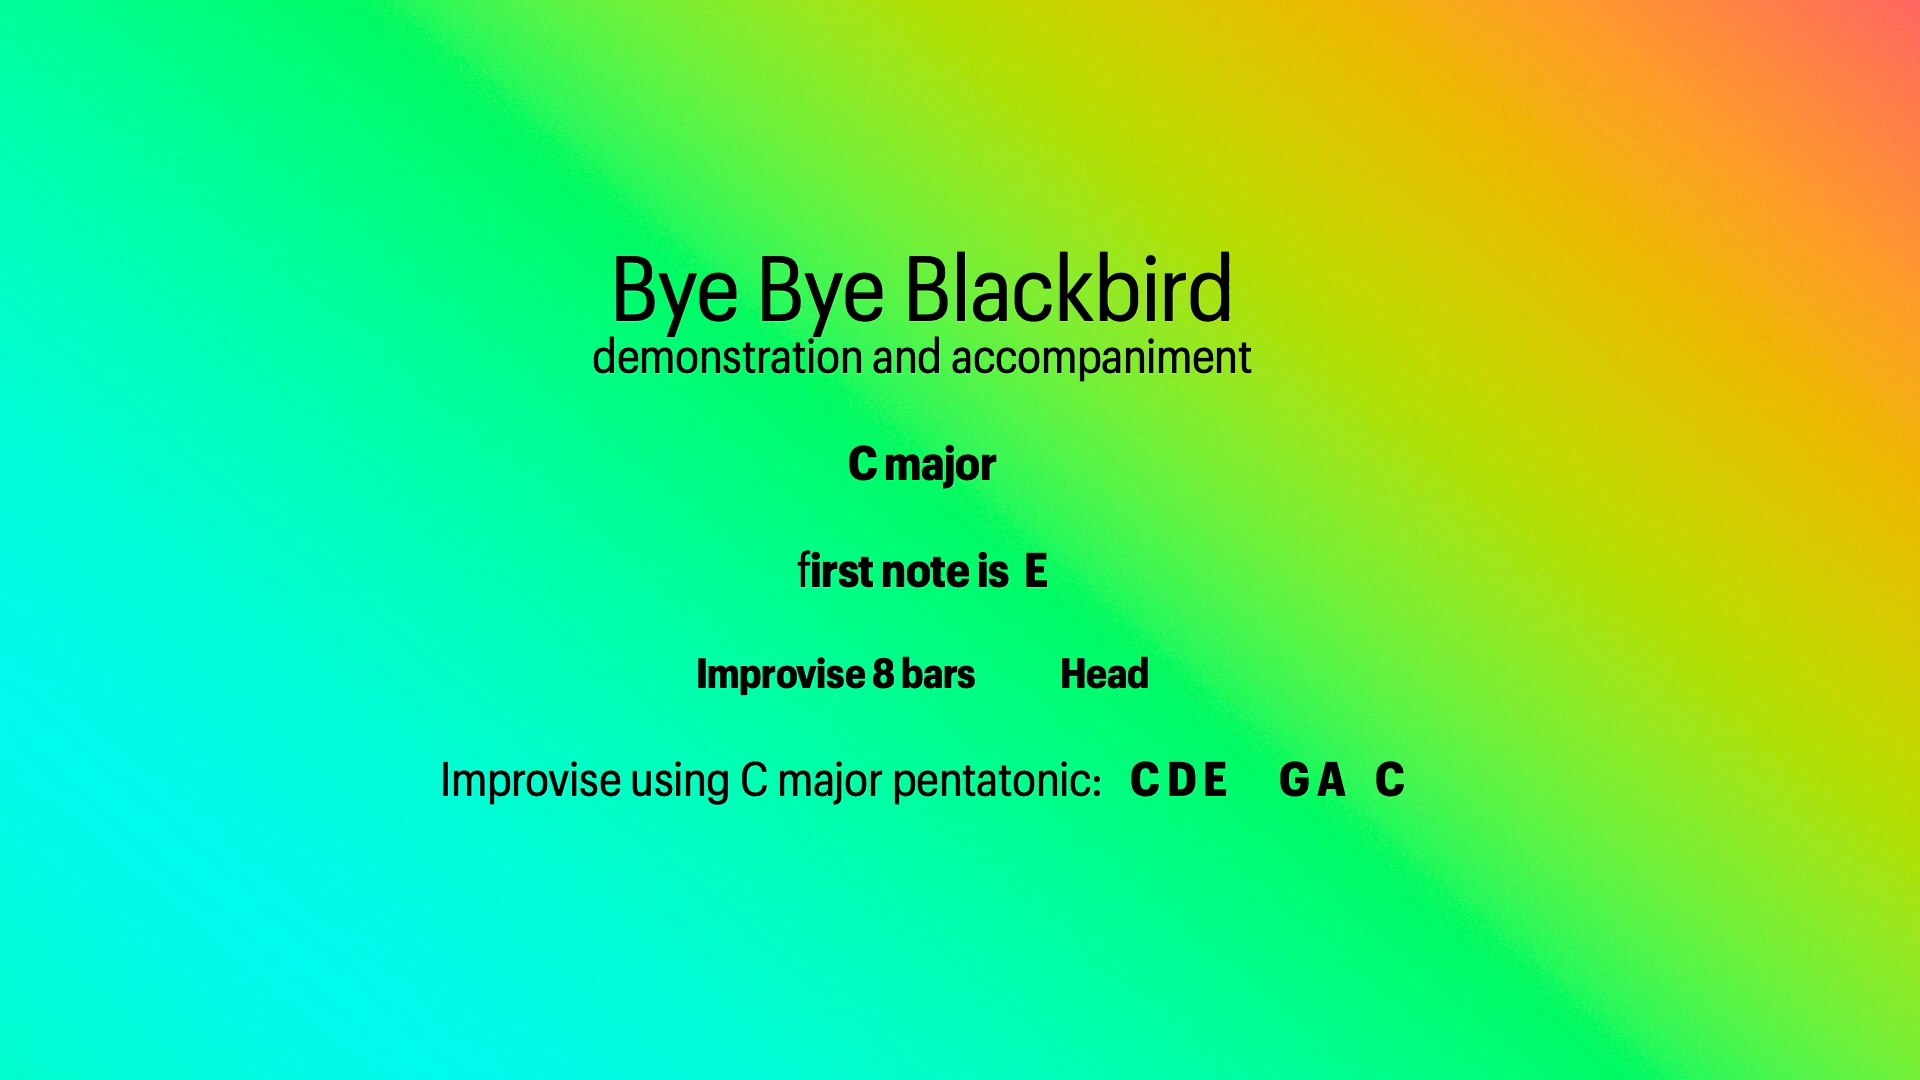 Bye Bye Blackbird
demonstration and accompaniment
C major
first note is E
Improvise 8 bars Head
Improvise using C major pentatonic: C D E G A C